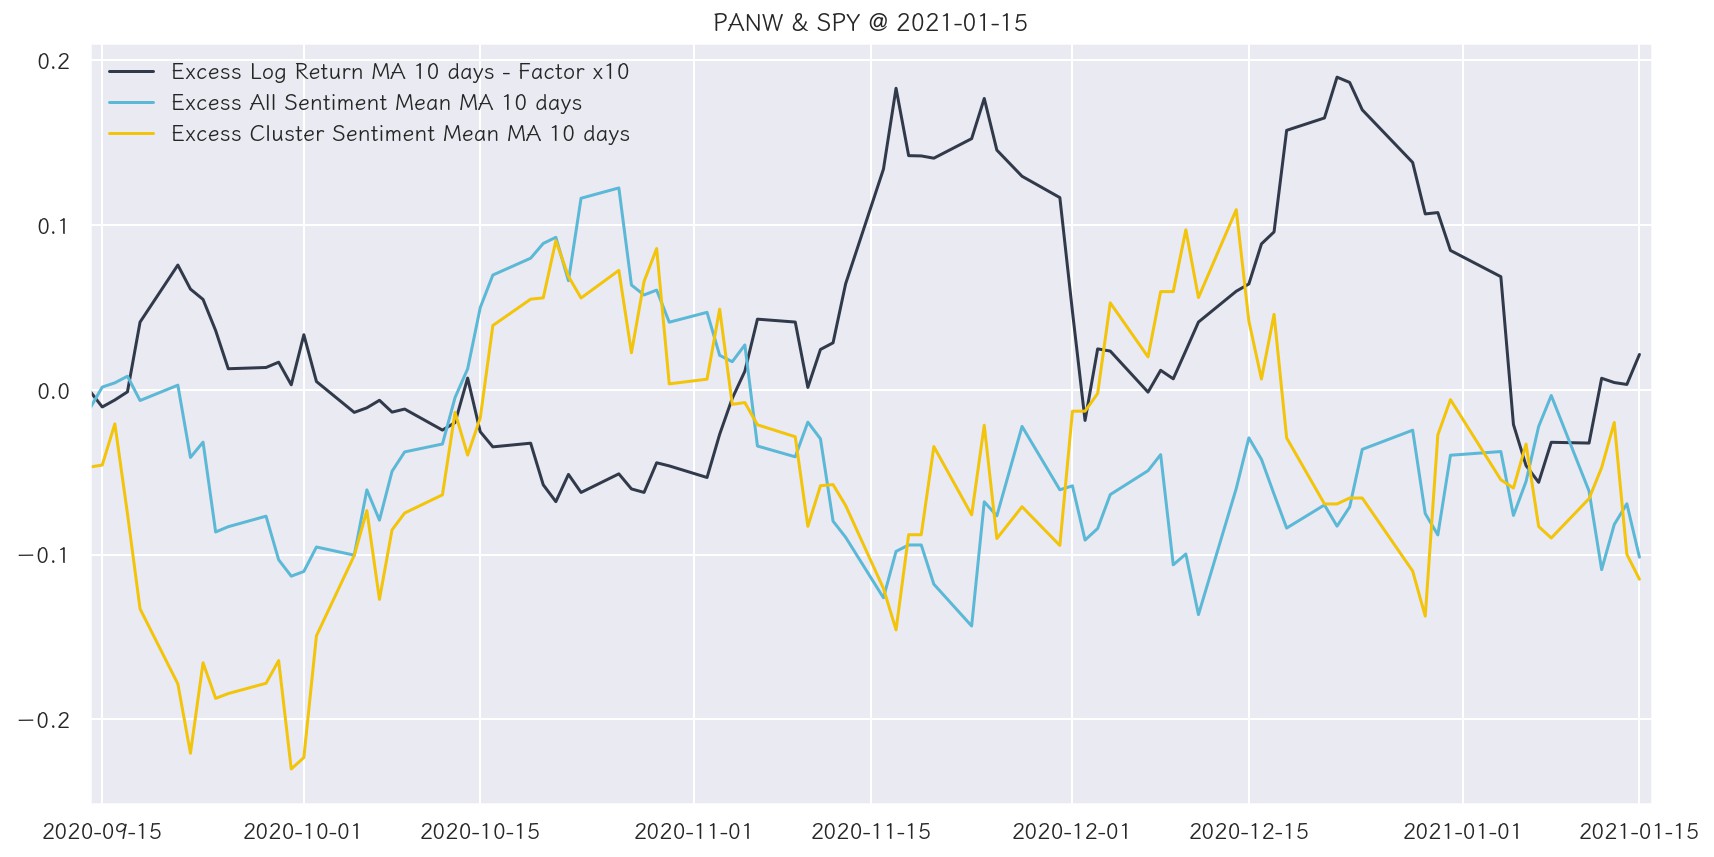 PANW & SPY @ 2021-01-15
Excess Log Return MA 10 days - Factor x10
Excess All Sentiment Mean MA 10 days
Excess Cluster Sentiment Mean MA 10 days
0.2
0.1
0.0
−0.1
−0.2
2020-09-15 2020-10-01 2020-10-15 2020-11-01 2020-11-15 2020-12-01 2020-12-15 2021-01-01 2021-01-15